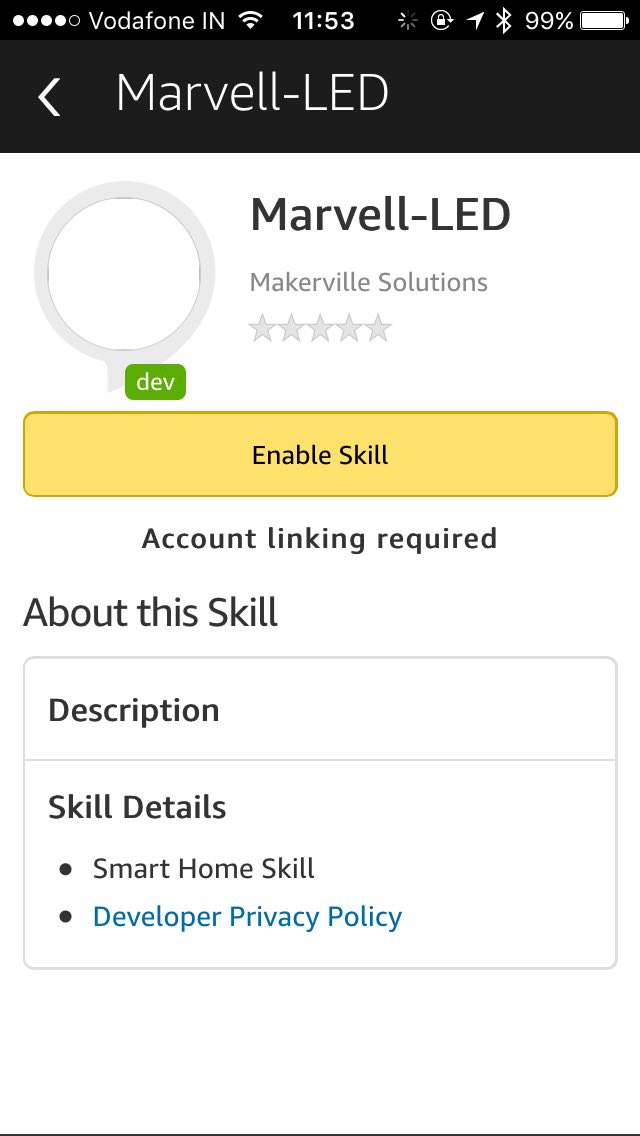 Vodafone IN 11:53 99%
Marvell-LED
Marvell-LED
Makerville Solutions
dev
Enable Skill
Account linking required
About this Skill
Description
Skill Details
Smart Home Skill
Developer Privacy Policy